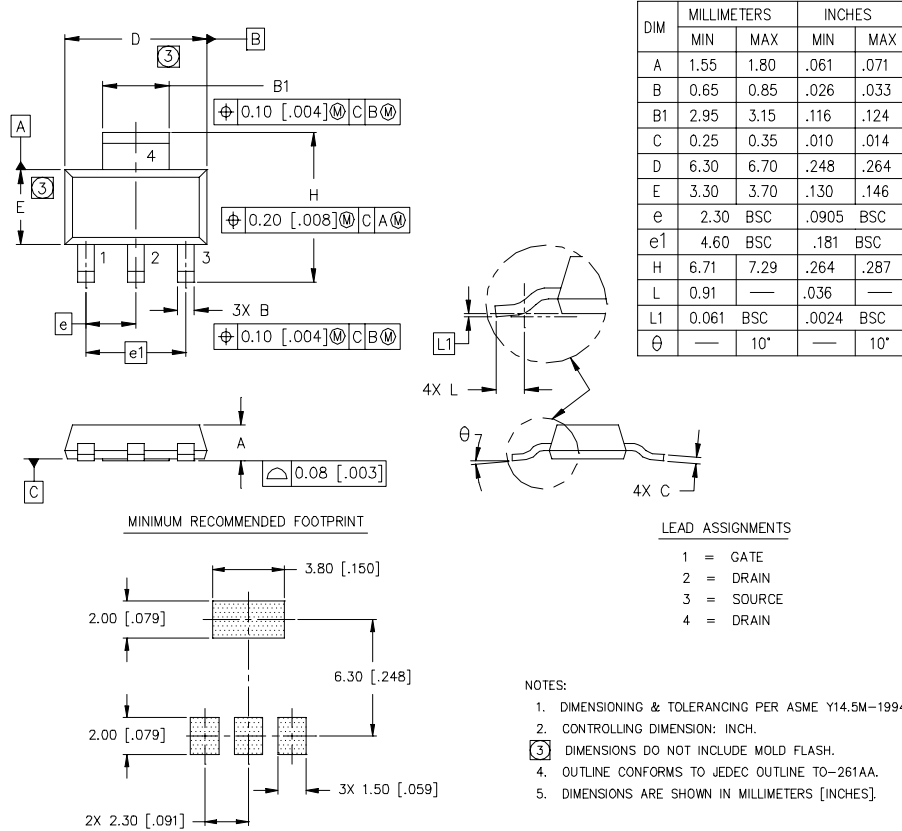 D
B
3
B1
⌖ 0.10 [.004]Ⓜ C BⓂ
A
4
3
E
H
⌖ 0.20 [.008]Ⓜ C AⓂ
1 2 3
3X B
e
⌖ 0.10 [.004]Ⓜ C BⓂ
e1
L1
4X L
DIM MILLIMETERS INCHES
MIN MAX MIN MAX
A 1.55 1.80 .061 .071
B 0.65 0.85 .026 .033
B1 2.95 3.15 .116 .124
C 0.25 0.35 .010 .014
D 6.30 6.70 .248 .264
E 3.30 3.70 .130 .146
e 2.30 BSC .0905 BSC
e1 4.60 BSC .181 BSC
H 6.71 7.29 .264 .287
L 0.91 — .036 —
L1 0.061 BSC .0024 BSC
θ — 10° — 10°
A
C
⌓ 0.08 [.003]
θ
4X C
MINIMUM RECOMMENDED FOOTPRINT
3.80 [.150]
2.00 [.079]
6.30 [.248]
2.00 [.079]
3X 1.50 [.059]
2X 2.30 [.091]
LEAD ASSIGNMENTS
1 = GATE
2 = DRAIN
3 = SOURCE
4 = DRAIN
NOTES:
1. DIMENSIONING & TOLERANCING PER ASME Y14.5M-1994
2. CONTROLLING DIMENSION: INCH.
3 DIMENSIONS DO NOT INCLUDE MOLD FLASH.
4. OUTLINE CONFORMS TO JEDEC OUTLINE TO-261AA.
5. DIMENSIONS ARE SHOWN IN MILLIMETERS [INCHES].